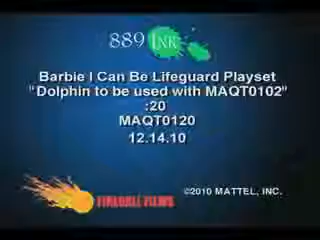 889 INK
Barbie I Can Be Lifeguard Playset
"Dolphin to be used with MAQT0102"
:20
MAQT0120
12.14.10
©2010 MATTEL, INC.
FIREBALL FILMS